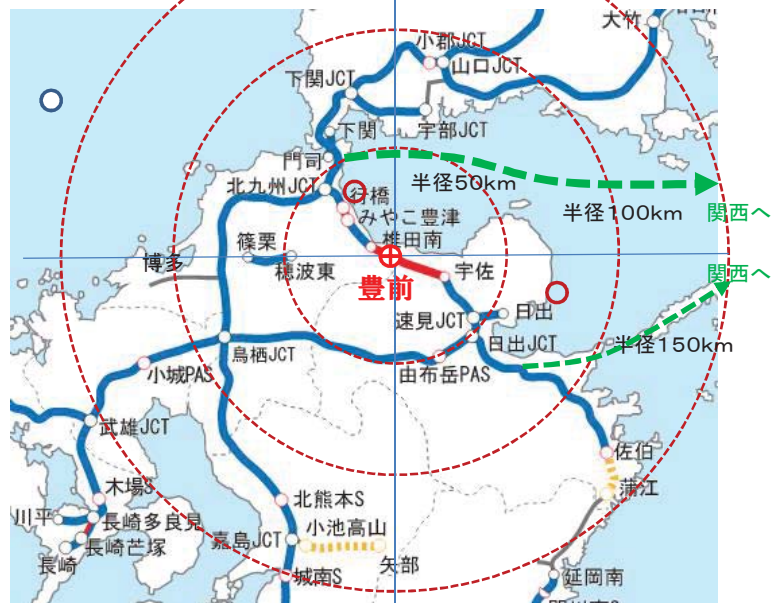 大竹
小郡JCT
山口JCT
下関JCT
下関
宇部JCT
門司
北九州JCT
行橋
半径50km
みやこ豊津
半径100km
関西へ
椎田南
篠栗
穂波東
博多
豊前
宇佐
関西へ
速見JCT
日出
日出JCT
半径150km
鳥栖JCT
小城PAS
由布岳PAS
武雄JCT
佐伯
蒲江
木場S
北熊本S
川平
長崎多良見
小池高山
長崎芒塚
嘉島JCT
長崎
矢部
城南S
延岡南